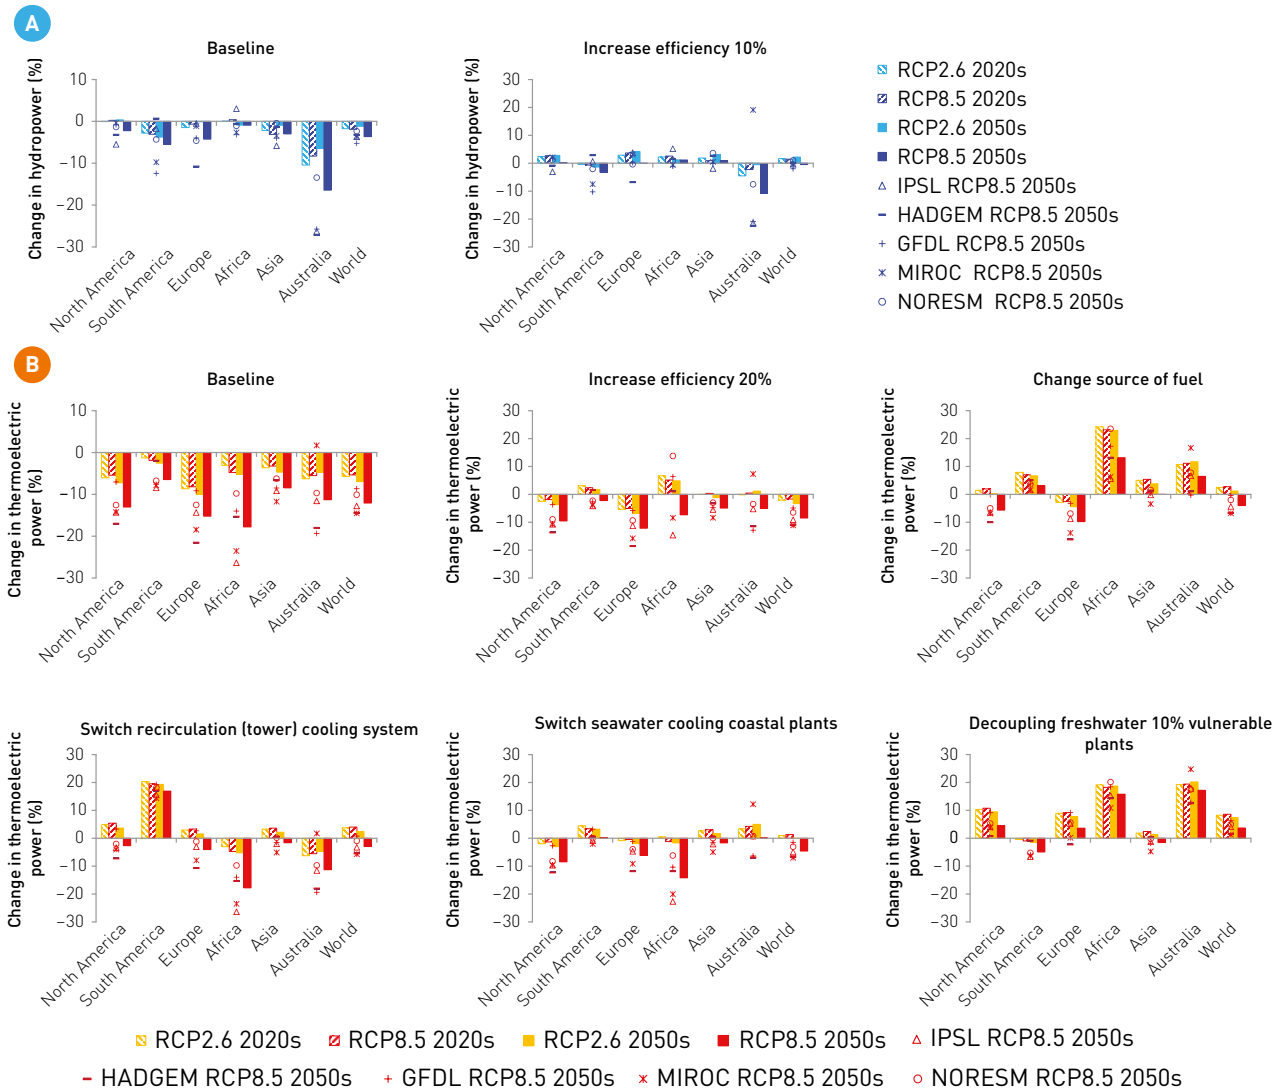 A
Baseline
Change in hydropower (%)
10
0
−10
−20
−30
North America
South America
Europe
Africa
Asia
Australia
World
Increase efficiency 10%
Change in hydropower (%)
30
20
10
0
−10
−20
−30
North America
South America
Europe
Africa
Asia
Australia
World
RCP2.6 2020s
RCP8.5 2020s
RCP2.6 2050s
RCP8.5 2050s
IPSL RCP8.5 2050s
HADGEM RCP8.5 2050s
GFDL RCP8.5 2050s
MIROC RCP8.5 2050s
NORESM RCP8.5 2050s
B
Baseline
Change in thermoelectric
power (%)
10
0
−10
−20
−30
North America
South America
Europe
Africa
Asia
Australia
World
Increase efficiency 20%
Change in thermoelectric
power (%)
30
20
10
0
−10
−20
−30
North America
South America
Europe
Africa
Asia
Australia
World
Change source of fuel
Change in thermoelectric
power (%)
30
20
10
0
−10
−20
−30
North America
South America
Europe
Africa
Asia
Australia
World
Switch recirculation (tower) cooling system
Change in thermoelectric
power (%)
30
20
10
0
−10
−20
−30
North America
South America
Europe
Africa
Asia
Australia
World
Switch seawater cooling coastal plants
Change in thermoelectric
power (%)
30
20
10
0
−10
−20
−30
North America
South America
Europe
Africa
Asia
Australia
World
Decoupling freshwater 10% vulnerable
plants
Change in thermoelectric
power (%)
30
20
10
0
−10
−20
−30
North America
South America
Europe
Africa
Asia
Australia
World
RCP2.6 2020s RCP8.5 2020s RCP2.6 2050s RCP8.5 2050s IPSL RCP8.5 2050s
HADGEM RCP8.5 2050s GFDL RCP8.5 2050s MIROC RCP8.5 2050s NORESM RCP8.5 2050s